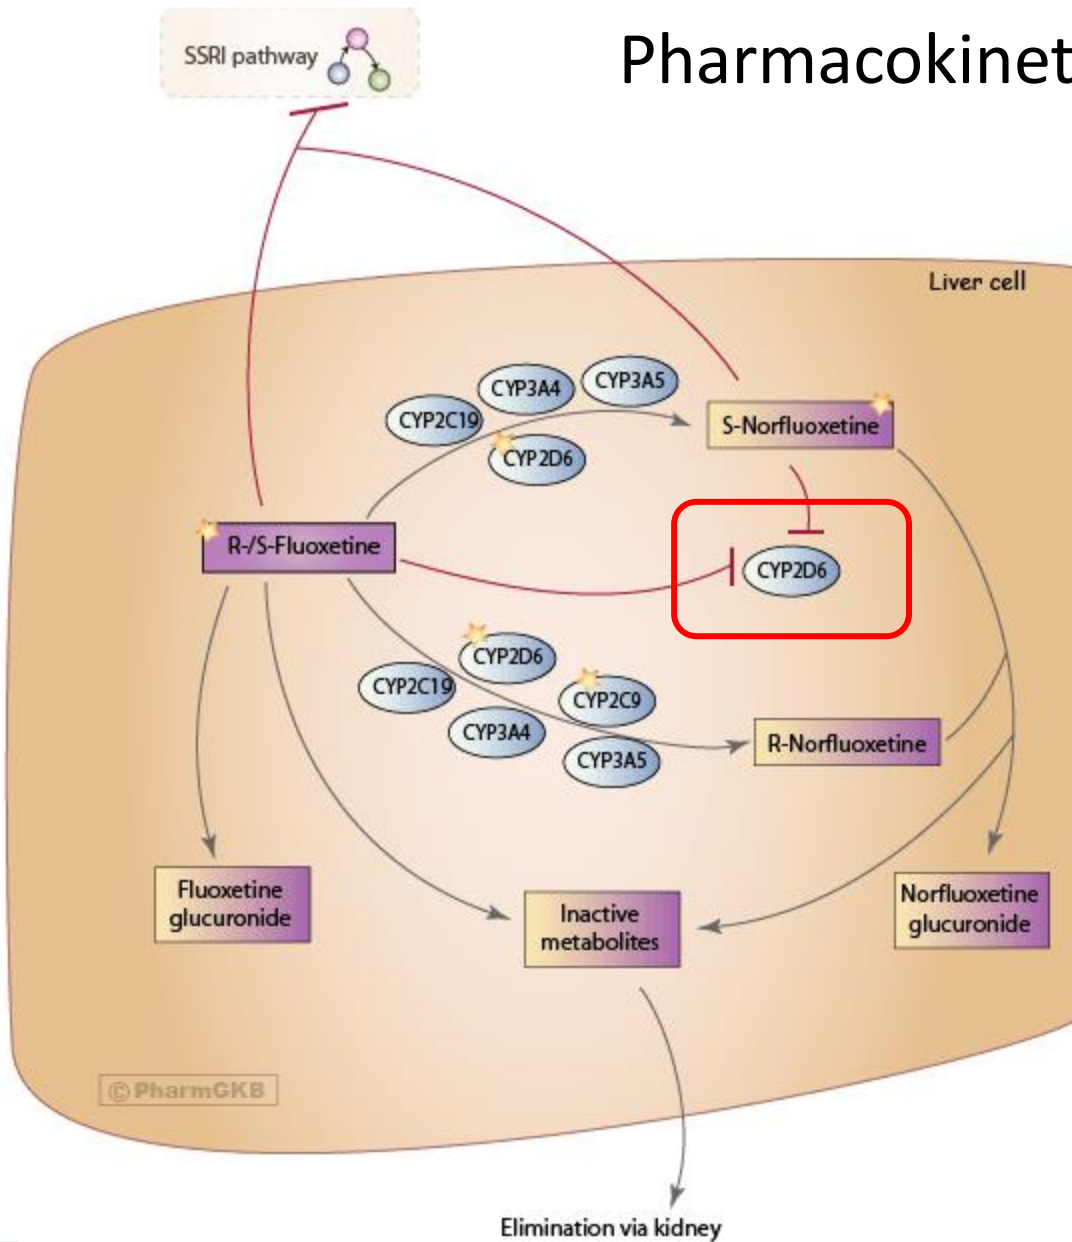 SSRI pathway
Pharmacokinet
Liver cell
CYP3A4
CYP3A5
CYP2C19
CYP2D6
S-Norfluoxetine
R-/S-Fluoxetine
CYP2D6
CYP2D6
CYP2C19
CYP2C9
CYP3A4
CYP3A5
R-Norfluoxetine
Fluoxetine
glucuronide
Inactive
metabolites
Norfluoxetine
glucuronide
© PharmGKB
Elimination via kidney